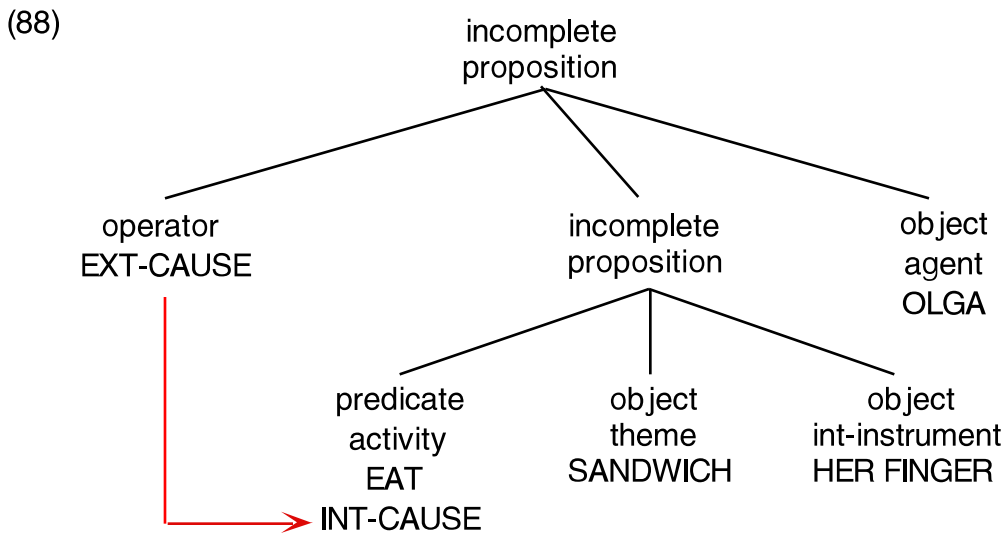 (88)
incomplete
proposition
operator
EXT-CAUSE
incomplete
proposition
object
agent
OLGA
predicate
activity
EAT
INT-CAUSE
object
theme
SANDWICH
object
int-instrument
HER FINGER